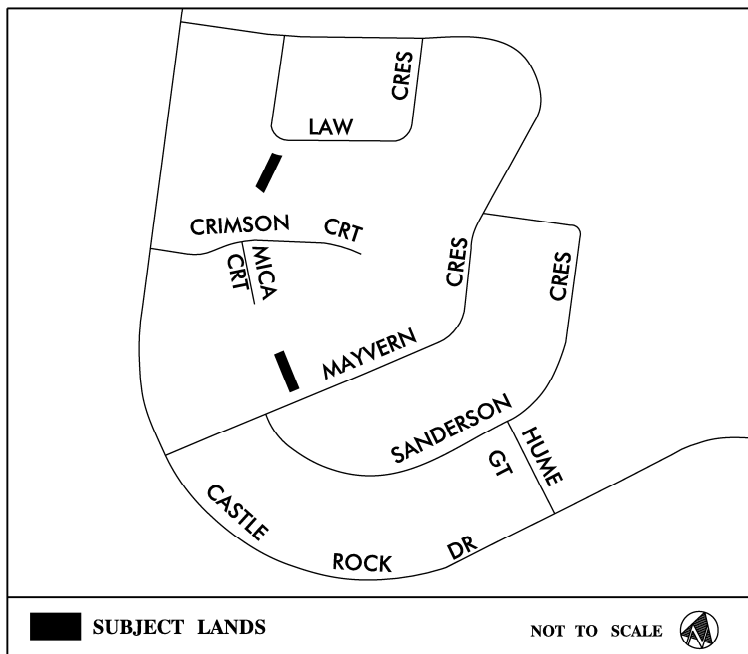 CRES
LAW
CRIMSON CRT
MICA
CRT
CRES
CRES
MAYVERN
SANDERSON
HUME
GT
CASTLE ROCK DR
SUBJECT LANDS
NOT TO SCALE